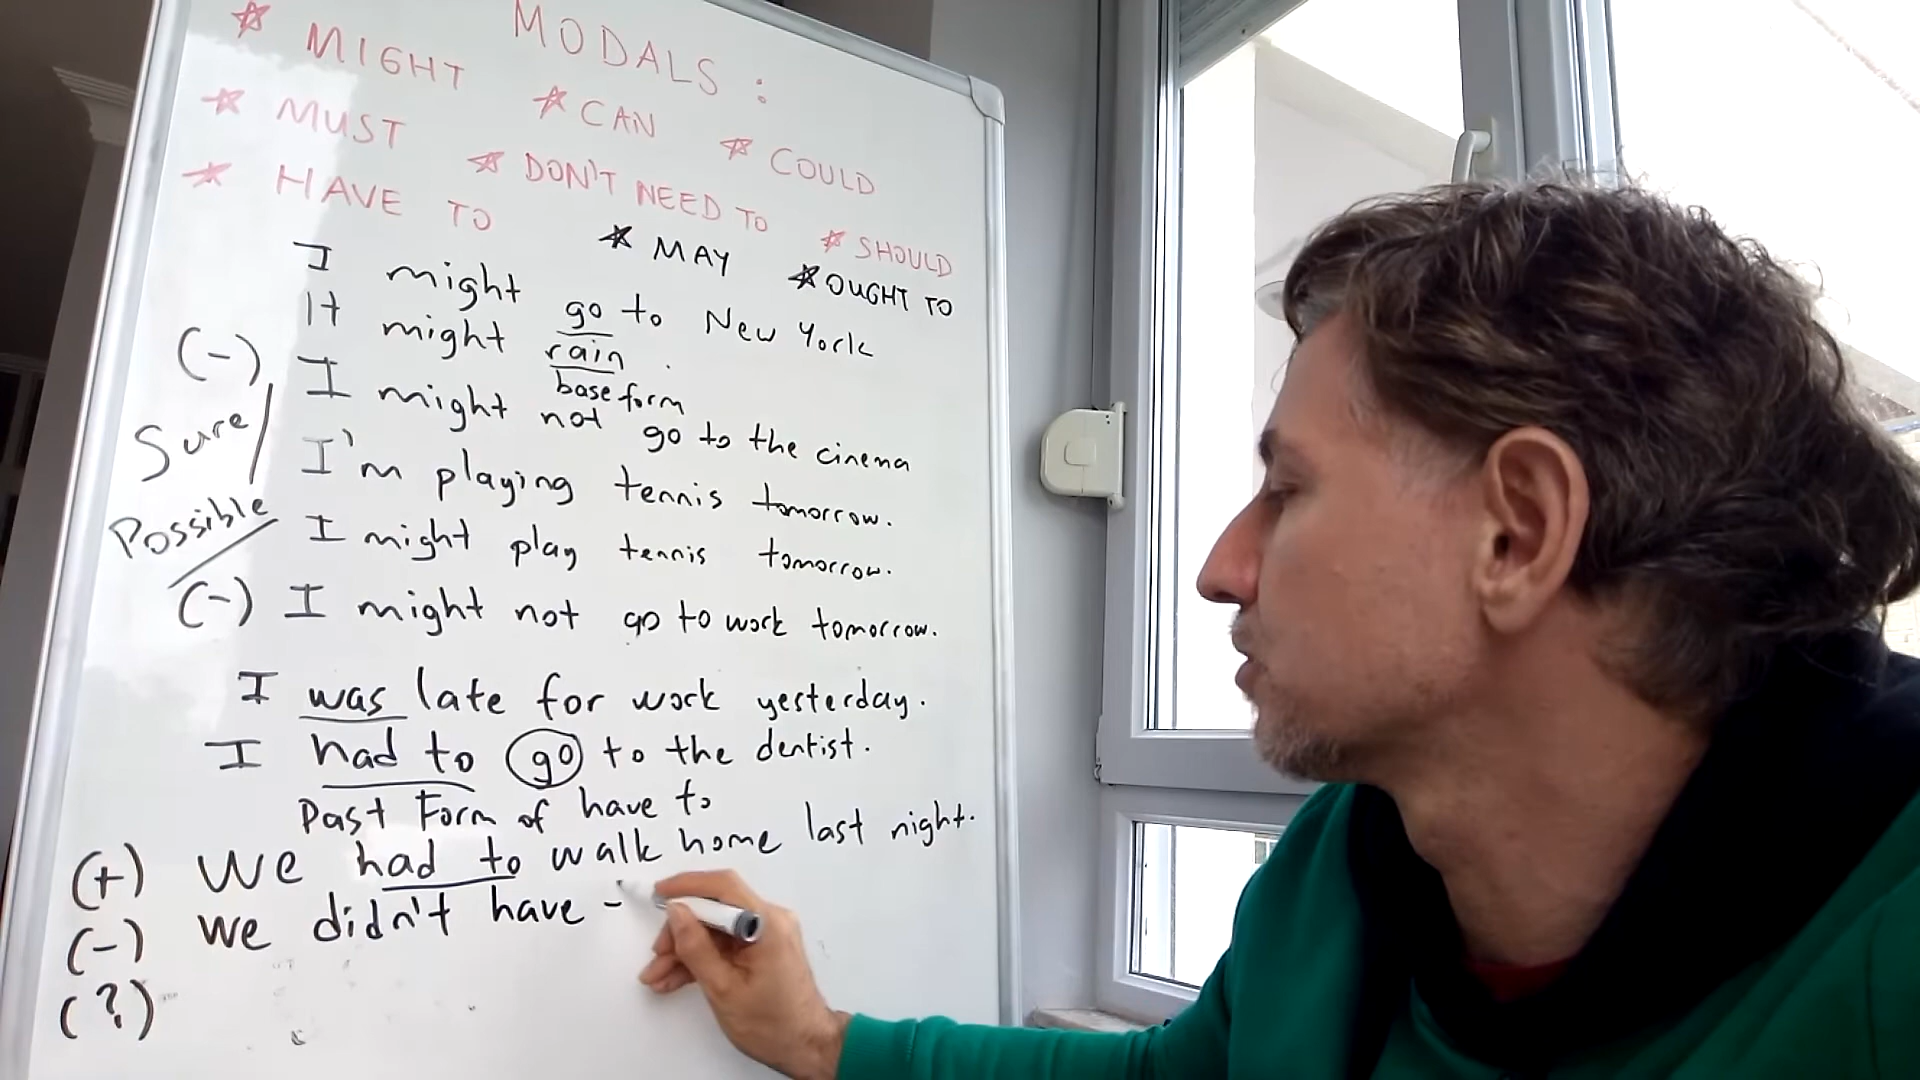 MODALS:
* MIGHT
* CAN
* COULD
* MUST
* DON'T NEED TO
* SHOULD
* HAVE TO
* MAY
* OUGHT TO
I might go to New York
It might rain.
base form
(-) I might not go to the cinema
Sure/ I'm playing tennis tomorrow.
Possible/ I might play tennis tomorrow.
(-) I might not go to work tomorrow.
I was late for work yesterday.
I had to go to the dentist.
Past Form of have to
(+) We had to walk home last night.
(-) We didn't have
(?)